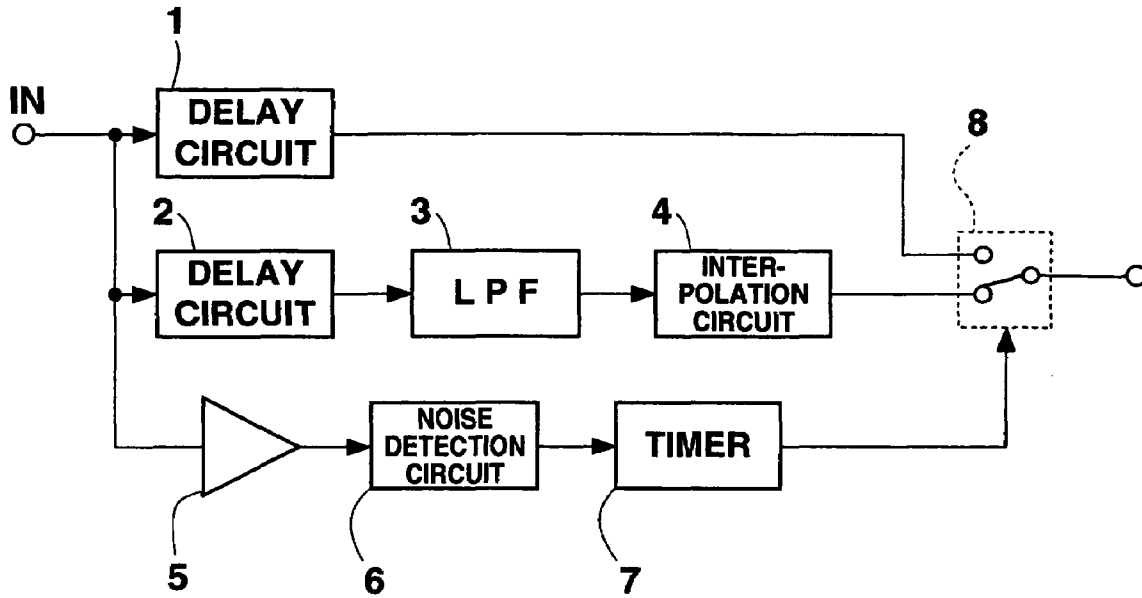 1
IN
DELAY
CIRCUIT
8
2
DELAY
CIRCUIT
3
L P F
4
INTER-
POLATION
CIRCUIT
5
NOISE
DETECTION
CIRCUIT
6
TIMER
7